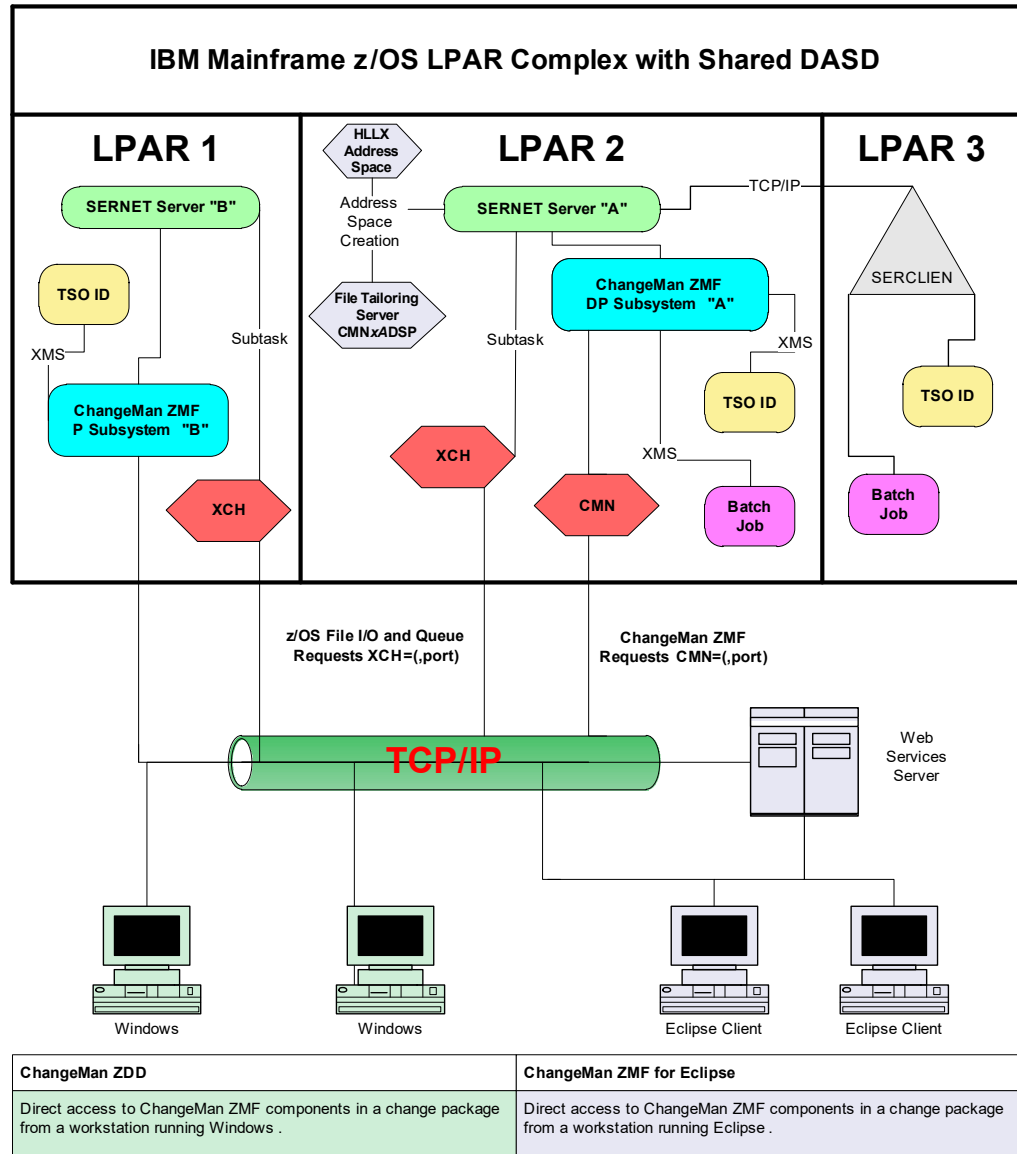 IBM Mainframe z/OS LPAR Complex with Shared DASD
LPAR 1
SERNET Server "B"
TSO ID
XMS
Subtask
ChangeMan ZMF
P Subsystem "B"
XCH
LPAR 2
HLLX
Address
Space
Address
Space
Creation
File Tailoring
Server
CMNxADSP
SERNET Server "A"
TCP/IP
ChangeMan ZMF
DP Subsystem "A"
Subtask
XMS
TSO ID
XCH
XMS
CMN
Batch
Job
LPAR 3
SERCLIEN
TSO ID
Batch
Job
z/OS File I/O and Queue
Requests XCH=(,port)
ChangeMan ZMF
Requests CMN=(,port)
TCP/IP
Web
Services
Server
Windows
Windows
Eclipse Client
Eclipse Client
ChangeMan ZDD
Direct access to ChangeMan ZMF components in a change package
from a workstation running Windows .
ChangeMan ZMF for Eclipse
Direct access to ChangeMan ZMF components in a change package
from a workstation running Eclipse .